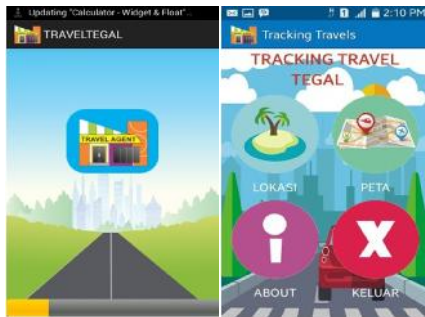 Updating "Calculator - Widget & Float"...
TRAVELTEGAL
TRAVEL AGENT
2:10 PM
Tracking Travels
TRACKING TRAVEL
TEGAL
LOKASI
PETA
ABOUT
KELUAR